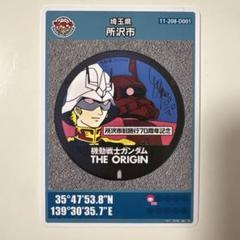 埼玉県
所沢市
11-208-D001
所沢市制施行70周年記念
機動戦士ガンダム
THE ORIGIN
35°47'53.8"N
139°30'35.7"E